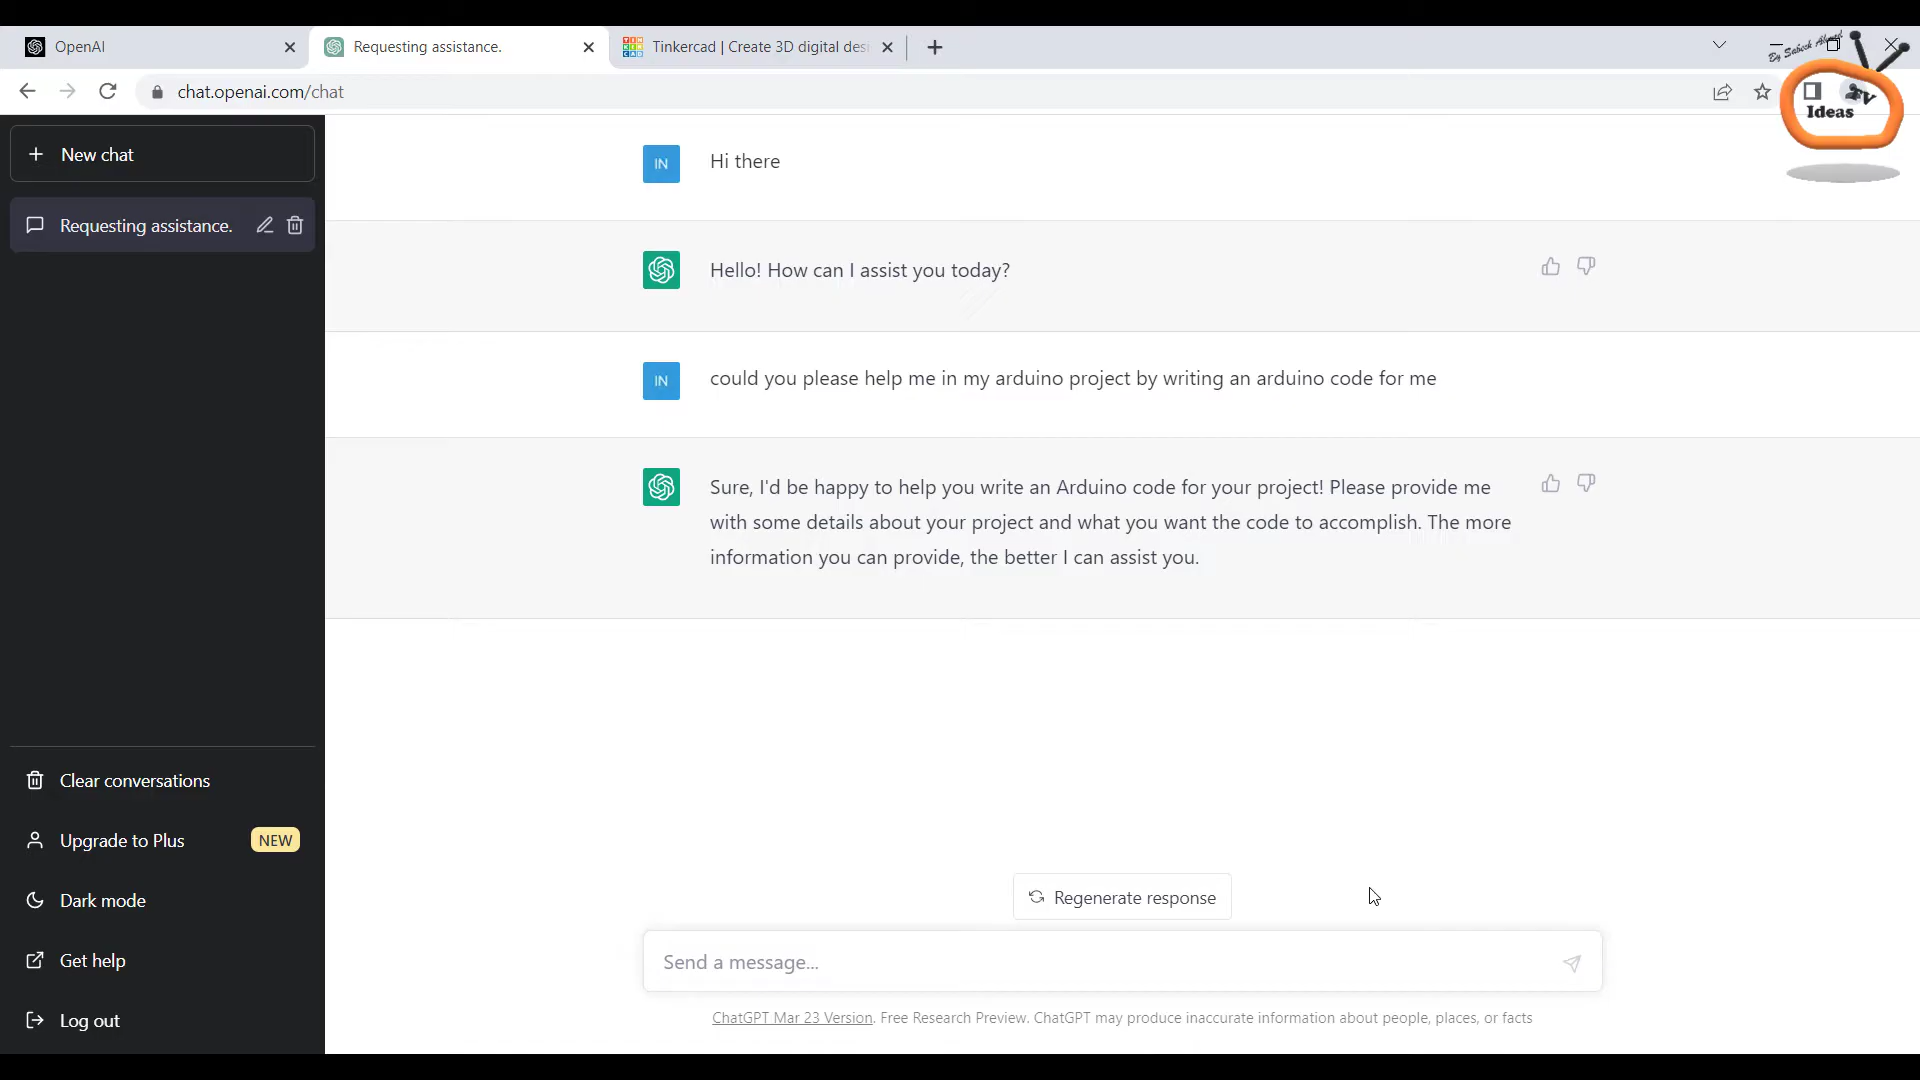 OpenAI
Requesting assistance.
Tinkercad | Create 3D digital des
By Sabeek
chat.openai.com/chat
Ideas
New chat
Requesting assistance.
IN
Hi there
Hello! How can I assist you today?
IN
could you please help me in my arduino project by writing an arduino code for me
Sure, I'd be happy to help you write an Arduino code for your project! Please provide me
with some details about your project and what you want the code to accomplish. The more
information you can provide, the better I can assist you.
Clear conversations
Upgrade to Plus
NEW
Dark mode
Get help
Log out
Regenerate response
Send a message...
ChatGPT Mar 23 Version. Free Research Preview. ChatGPT may produce inaccurate information about people, places, or facts